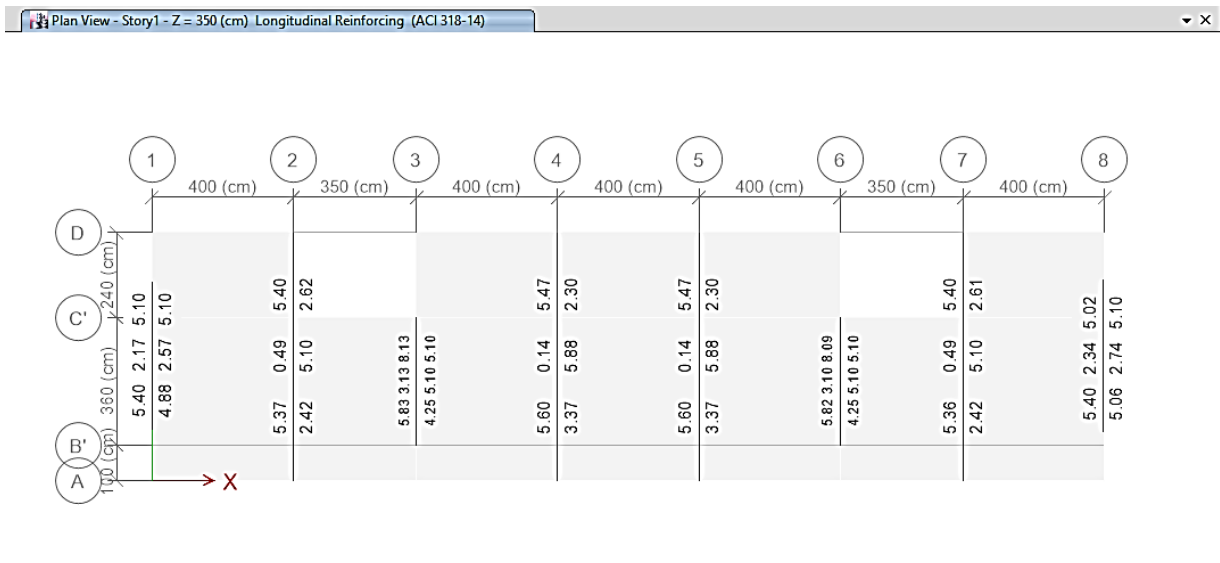 Plan View - Story1 - Z = 350 (cm) Longitudinal Reinforcing (ACI 318-14)
1 2 3 4 5 6 7 8
400 (cm) 350 (cm) 400 (cm) 400 (cm) 400 (cm) 350 (cm) 400 (cm)
D
240 (cm)
C'
360 (cm)
B'
100 (cm)
A
X
5.40 2.17 5.10
4.88 2.57 5.10
5.37 0.49 5.40
2.42 5.10 2.62
5.83 3.13 8.13
4.25 5.10 5.10
5.60 0.14 5.47
3.37 5.88 2.30
5.60 0.14 5.47
3.37 5.88 2.30
5.82 3.10 8.09
4.25 5.10 5.10
5.36 0.49 5.40
2.42 5.10 2.61
5.40 2.34 5.02
5.06 2.74 5.10